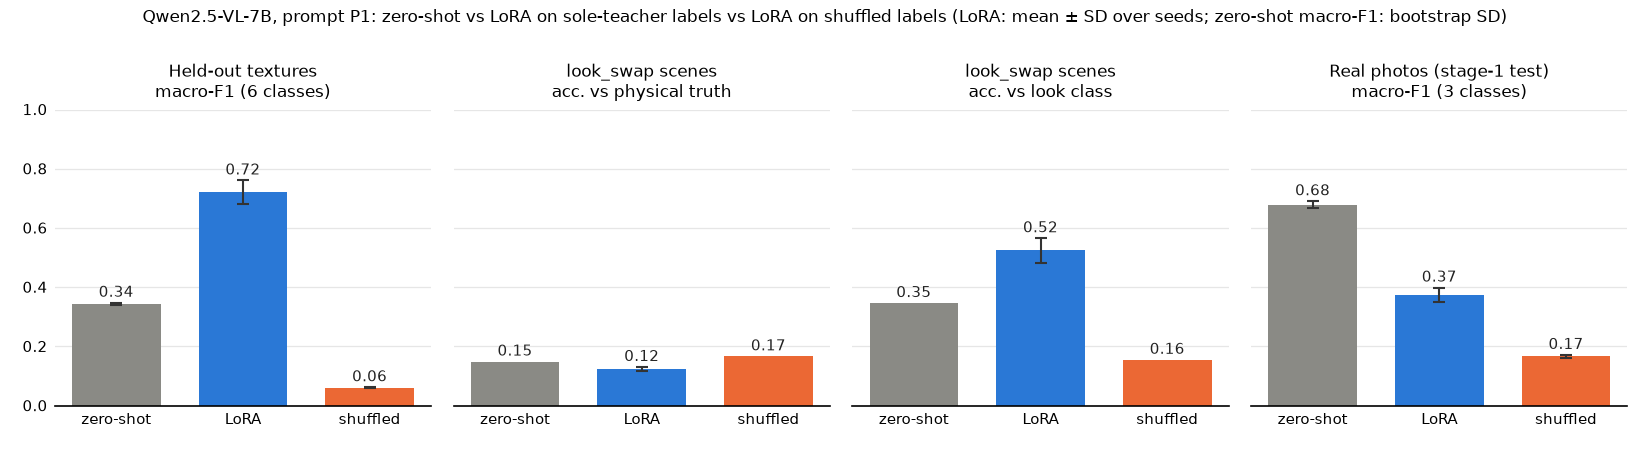 Qwen2.5-VL-7B, prompt P1: zero-shot vs LoRA on sole-teacher labels vs LoRA on shuffled labels (LoRA: mean ± SD over seeds; zero-shot macro-F1: bootstrap SD)
Held-out textures
macro-F1 (6 classes)
1.0
0.8
0.6
0.4
0.2
0.0
0.34
0.72
0.06
zero-shot
LoRA
shuffled
look_swap scenes
acc. vs physical truth
0.15
0.12
0.17
zero-shot
LoRA
shuffled
look_swap scenes
acc. vs look class
0.35
0.52
0.16
zero-shot
LoRA
shuffled
Real photos (stage-1 test)
macro-F1 (3 classes)
0.68
0.37
0.17
zero-shot
LoRA
shuffled